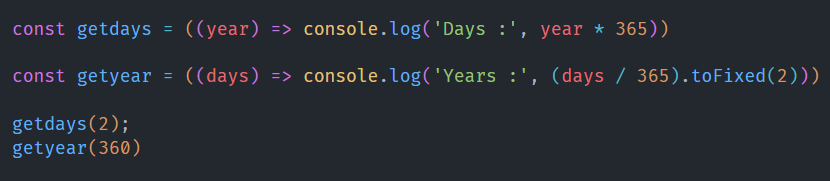 const getdays = ((year) => console.log('Days :', year * 365))
const getyear = ((days) => console.log('Years :', (days / 365).toFixed(2)))
getdays(2);
getyear(360)